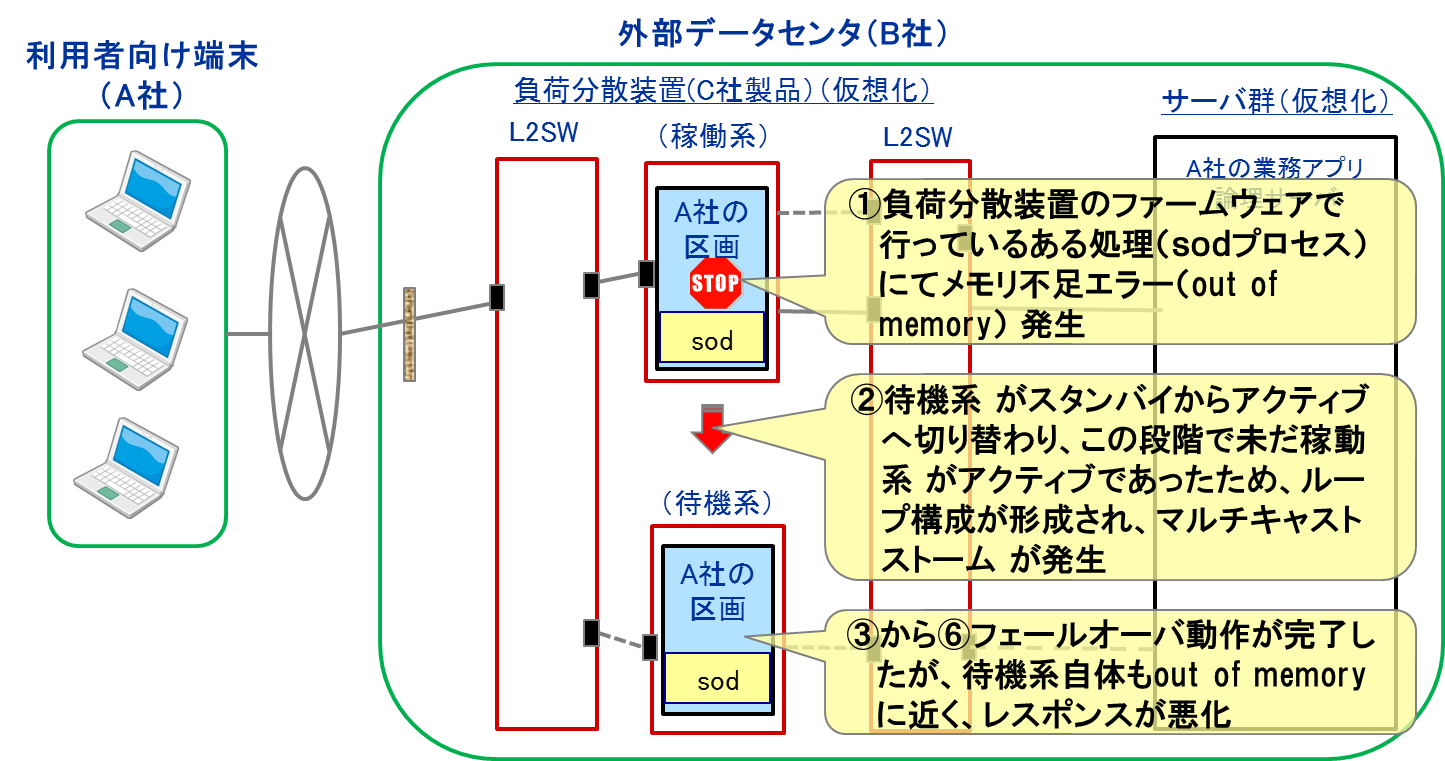 外部データセンタ（B社）
利用者向け端末
（A社）
負荷分散装置(C社製品）（仮想化）
サーバ群（仮想化）
L2SW
（稼働系）
L2SW
A社の業務アプリ
論理サーバ
A社の
区画
STOP
sod
①負荷分散装置のファームウェアで
行っているある処理（sodプロセス）
にてメモリ不足エラー（out of
memory） 発生
②待機系 がスタンバイからアクティブ
へ切り替わり、この段階で未だ稼動
系 がアクティブであったため、ルー
プ構成が形成され、マルチキャスト
ストーム が発生
（待機系）
A社の
区画
sod
③から⑥フェールオーバ動作が完了し
たが、待機系自体もout of memory
に近く、レスポンスが悪化